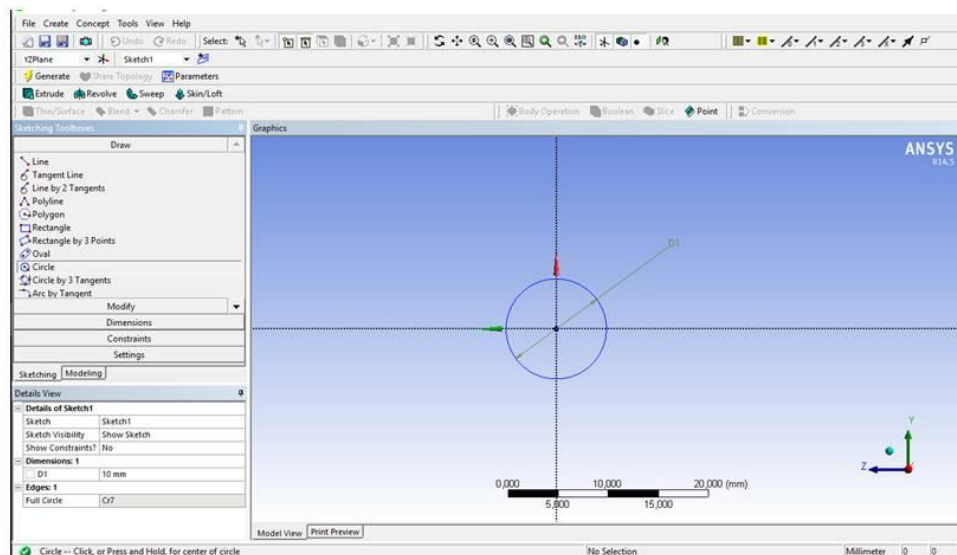 File Create Concept Tools View Help
Undo Redo Select:
YZPlane Sketch1
Generate Share Topology Parameters
Extrude Revolve Sweep Skin/Loft
Thin/Surface Blend Chamfer Pattern Body Operation Boolean Slice Point Conversion
Sketching Toolboxes
Draw
Line
Tangent Line
Line by 2 Tangents
Polyline
Polygon
Rectangle
Rectangle by 3 Points
Oval
Circle
Circle by 3 Tangents
Arc by Tangent
Modify
Dimensions
Constraints
Settings
Sketching Modeling
Details View
Details of Sketch1
Sketch Sketch1
Sketch Visibility Show Sketch
Show Constraints? No
Dimensions: 1
D1 10 mm
Edges: 1
Full Circle Cr7
Graphics
ANSYS
R14.5
D1
Y
Z
0,000 10,000 20,000 (mm)
5,000 15,000
Model View Print Preview
Circle -- Click, or Press and Hold, for center of circle No Selection Millimeter 0 0